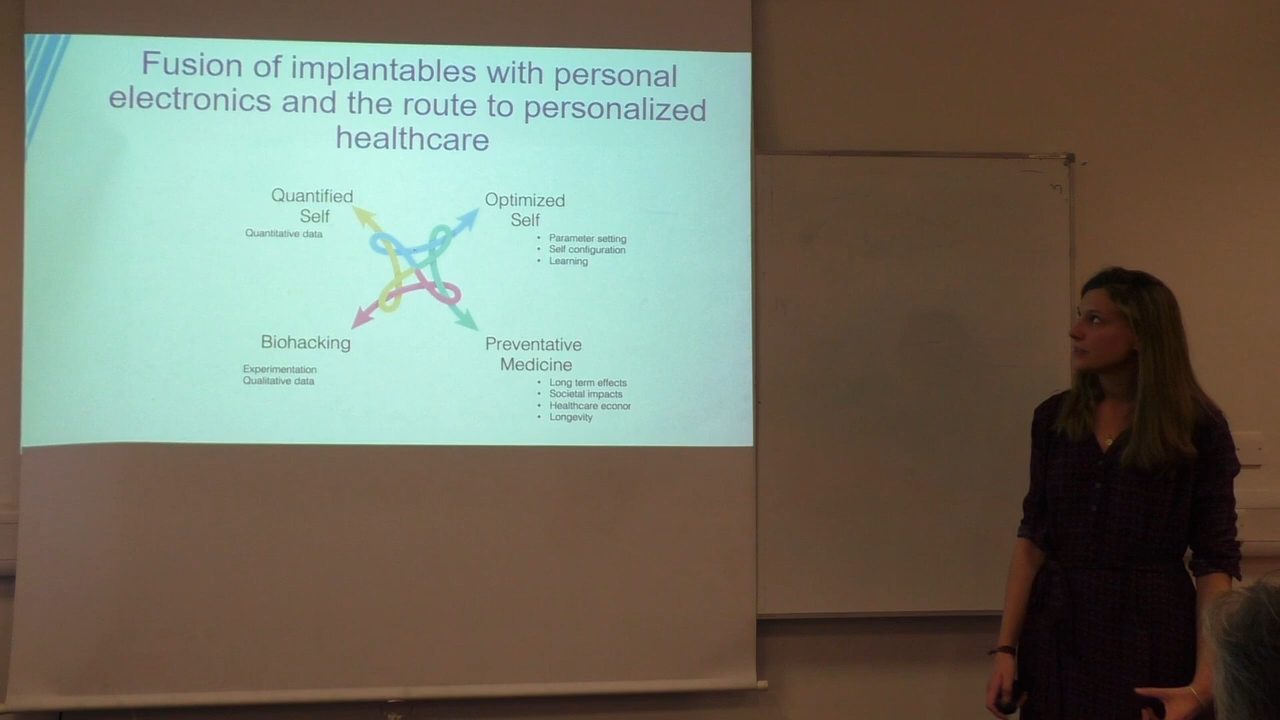 Fusion of implantables with personal
electronics and the route to personalized
healthcare
Quantified
Self
Quantitative data
Optimized
Self
• Parameter setting
• Self configuration
• Learning
Biohacking
Experimentation
Qualitative data
Preventative
Medicine
• Long term effects
• Societal impacts
• Healthcare econor
• Longevity